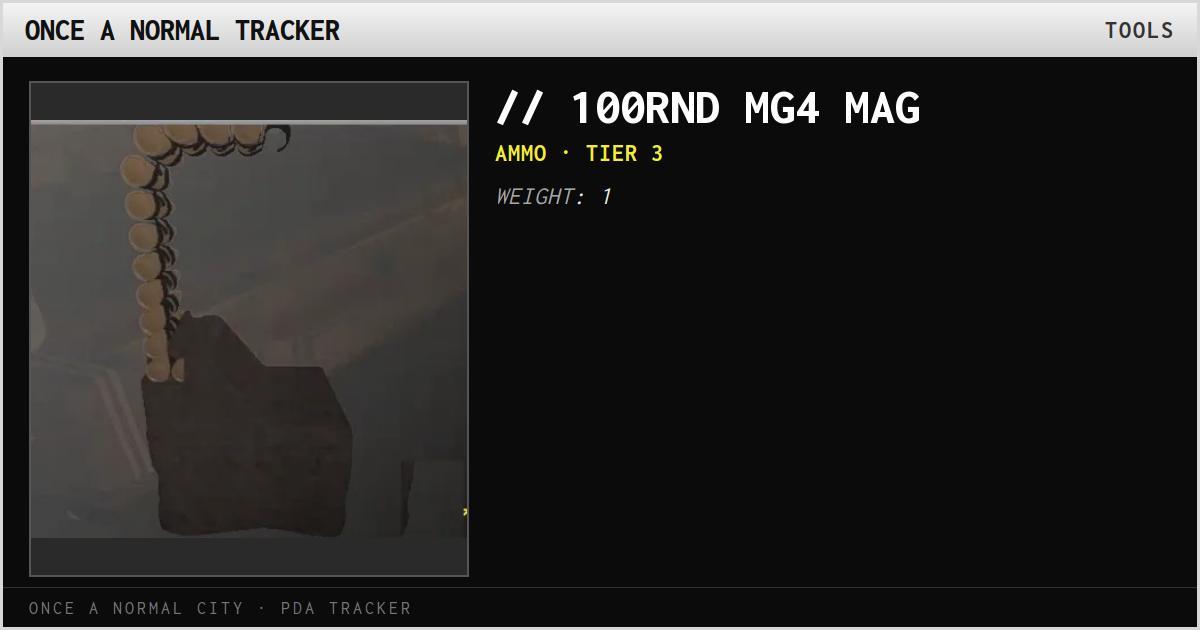 ONCE A NORMAL TRACKER
TOOLS
// 100RND MG4 MAG
AMMO · TIER 3
WEIGHT: 1
ONCE A NORMAL CITY · PDA TRACKER